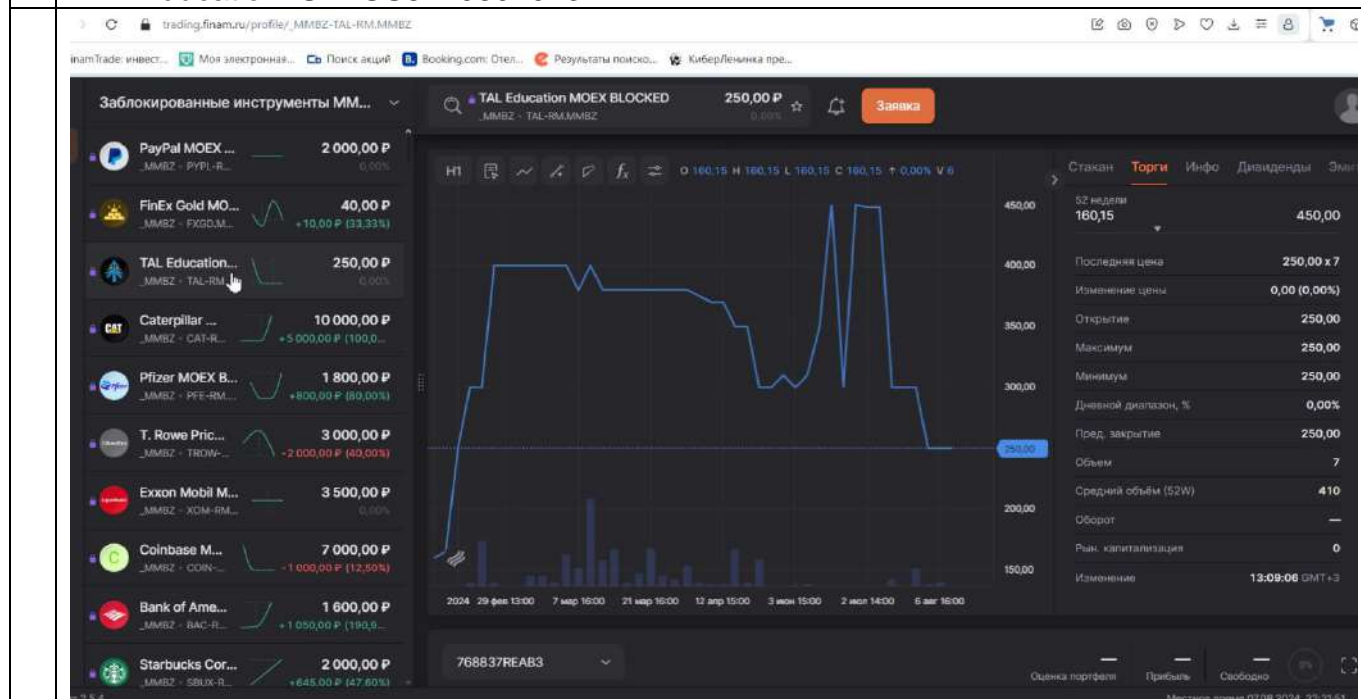 trading.finam.ru/profile/_MMBZ-TAL-RM.MMBZ
inamTrade: инвест... Моя электронная... Поиск акций Booking.com: Отел... Результаты поиско... КиберЛенинка пре...
Заблокированные инструменты ММ...
TAL Education MOEX BLOCKED 250,00 ₽
_MMBZ - TAL-RM.MMBZ 0,00%
Заявка
PayPal MOEX ... 2 000,00 ₽
_MMBZ - PYPL-R... 0,00%
FinEx Gold MO... 40,00 ₽
_MMBZ - FXGD.M... +10,00 ₽ (33,33%)
TAL Education... 250,00 ₽
_MMBZ - TAL-RM 0,00%
Caterpillar ... 10 000,00 ₽
_MMBZ - CAT-R... +5 000,00 ₽ (100,0...
Pfizer MOEX B... 1 800,00 ₽
_MMBZ - PFE-RM... +800,00 ₽ (80,00%)
T. Rowe Pric... 3 000,00 ₽
_MMBZ - TROW-... -2 000,00 ₽ (40,00%)
Exxon Mobil M... 3 500,00 ₽
_MMBZ - XOM-RM... 0,00%
Coinbase M... 7 000,00 ₽
_MMBZ - COIN-... -1 000,00 ₽ (12,50%)
Bank of Ame... 1 600,00 ₽
_MMBZ - BAC-R... +1 050,00 ₽ (190,9...
Starbucks Cor... 2 000,00 ₽
_MMBZ - SBUX-R... +645,00 ₽ (47,60%)
H1 O 160,15 H 160,15 L 160,15 C 160,15 ↑ 0,00% V 6
450,00
400,00
350,00
300,00
250,00
200,00
150,00
2024 29 фев 13:00 7 мар 16:00 21 мар 16:00 12 апр 15:00 3 июн 15:00 2 июл 14:00 6 авг 16:00
768837REAB3
Оценка портфеля Прибыль Свободно
0%
Стакан Торги Инфо Дивиденды
52 недели
160,15 450,00
Последняя цена 250,00 x 7
Изменение цены 0,00 (0,00%)
Открытие 250,00
Максимум 250,00
Минимум 250,00
Дневной диапазон, % 0,00%
Пред. закрытие 250,00
Объем 7
Средний объём (52W) 410
Оборот —
Рын. капитализация 0
Изменение 13:09:06 GMT+3
Местное время 07.08.2024